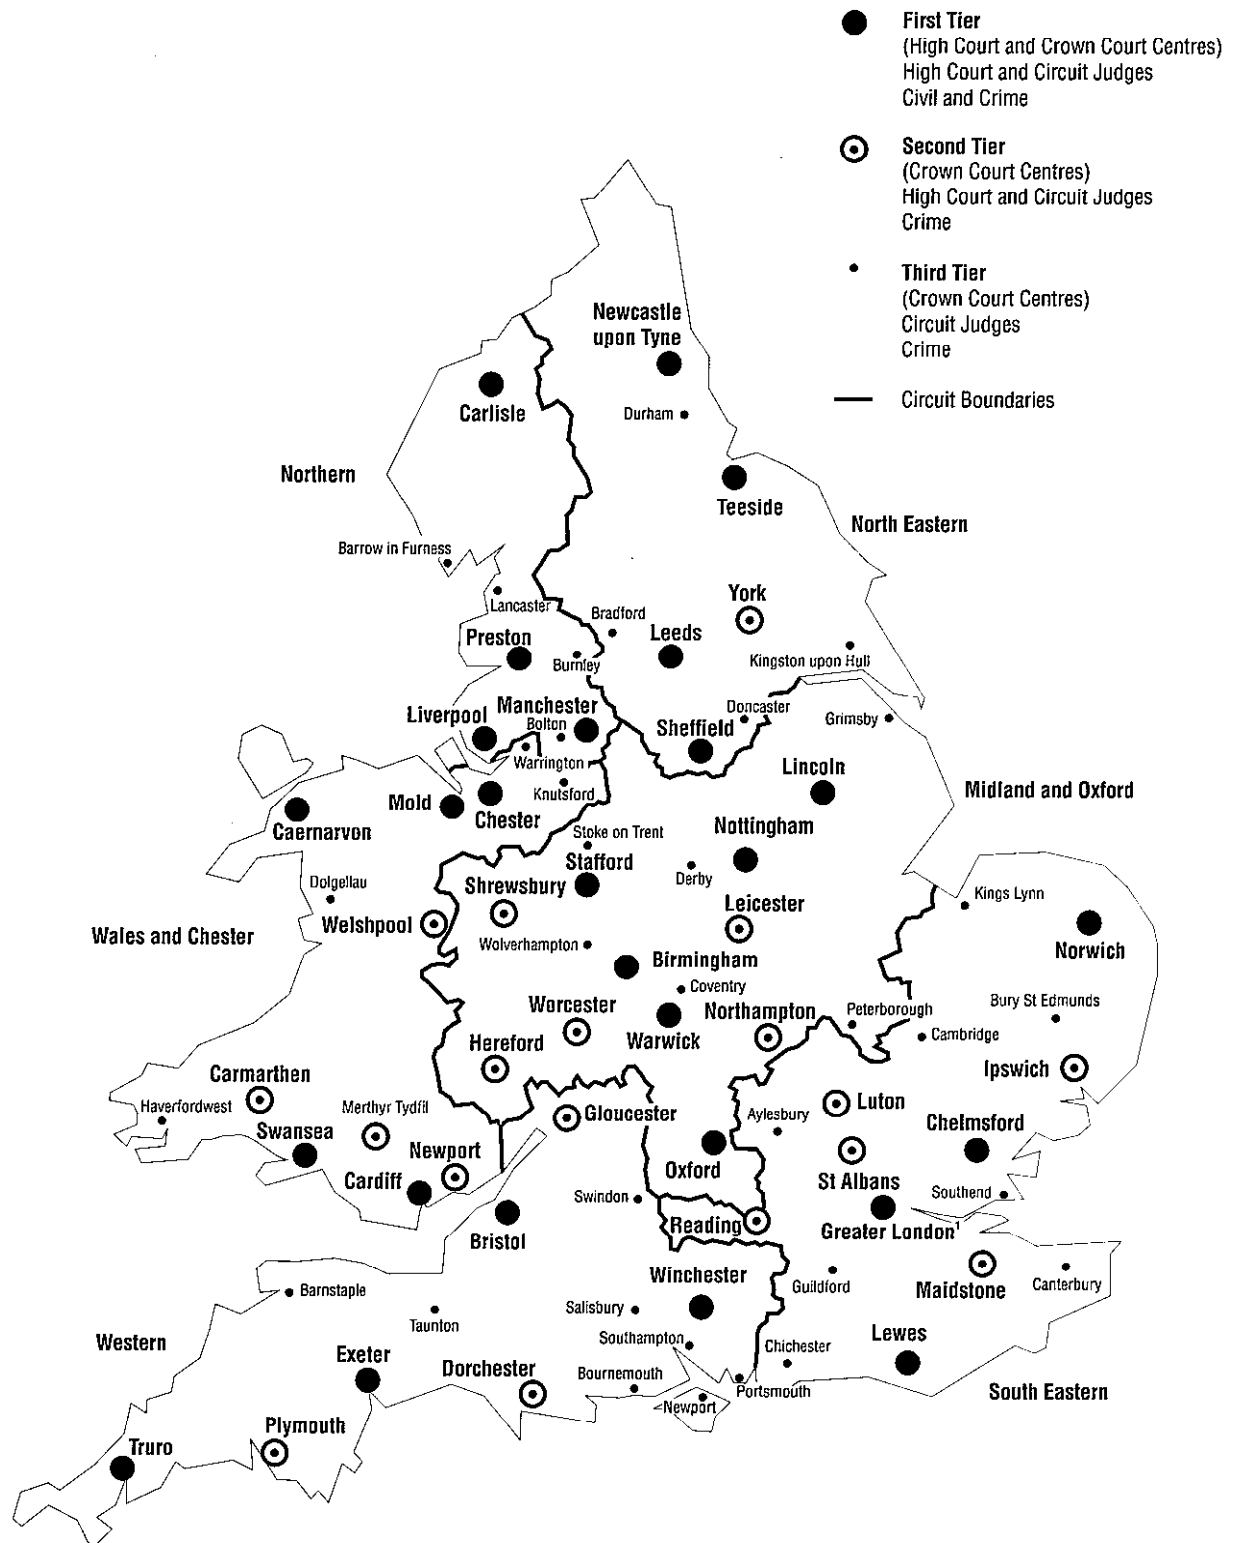 First Tier
(High Court and Crown Court Centres)
High Court and Circuit Judges
Civil and Crime
Second Tier
(Crown Court Centres)
High Court and Circuit Judges
Crime
Third Tier
(Crown Court Centres)
Circuit Judges
Crime
Circuit Boundaries
Newcastle
upon Tyne
Carlisle
Durham
Northern
Teeside
North Eastern
Barrow in Furness
York
Lancaster
Bradford
Preston
Leeds
Burnley
Kingston upon Hull
Manchester
Doncaster
Liverpool
Bolton
Sheffield
Grimsby
Warrington
Lincoln
Midland and Oxford
Mold
Knutsford
Chester
Caernarvon
Stoke on Trent
Nottingham
Stafford
Derby
Dolgellau
Shrewsbury
Leicester
Kings Lynn
Welshpool
Wales and Chester
Wolverhampton
Norwich
Birmingham
Coventry
Worcester
Northampton
Peterborough
Bury St Edmunds
Hereford
Warwick
Cambridge
Ipswich
Carmarthen
Haverfordwest
Merthyr Tydfil
Gloucester
Aylesbury
Luton
Chelmsford
Swansea
Newport
Oxford
Cardiff
St Albans
Swindon
Southend
Reading
Greater London¹
Bristol
Winchester
Guildford
Maidstone
Canterbury
Barnstaple
Salisbury
Taunton
Western
Southampton
Chichester
Lewes
Exeter
Dorchester
Bournemouth
Portsmouth
South Eastern
Newport
Plymouth
Truro